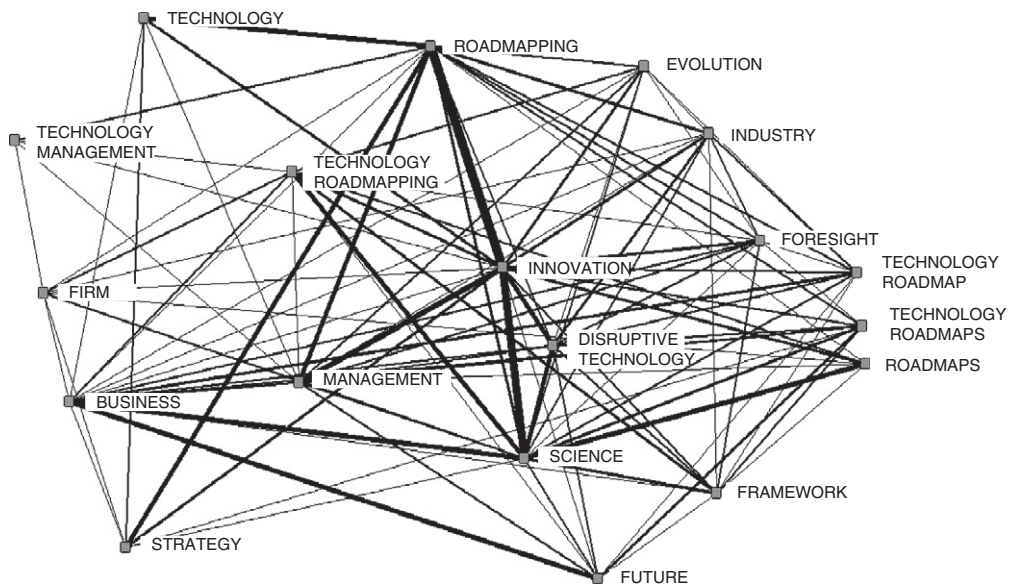 TECHNOLOGY
ROADMAPPING
EVOLUTION
INDUSTRY
TECHNOLOGY
MANAGEMENT
TECHNOLOGY
ROADMAPPING
FORESIGHT
INNOVATION
TECHNOLOGY
ROADMAP
FIRM
TECHNOLOGY
ROADMAPS
DISRUPTIVE
TECHNOLOGY
ROADMAPS
MANAGEMENT
BUSINESS
SCIENCE
FRAMEWORK
STRATEGY
FUTURE